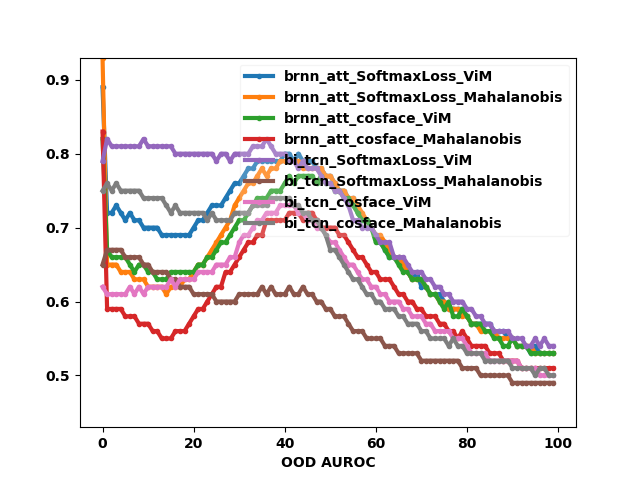 0.9
0.8
0.7
0.6
0.5
brnn_att_SoftmaxLoss_ViM
brnn_att_SoftmaxLoss_Mahalanobis
brnn_att_cosface_ViM
brnn_att_cosface_Mahalanobis
bi_tcn_SoftmaxLoss_ViM
bi_tcn_SoftmaxLoss_Mahalanobis
bi_tcn_cosface_ViM
bi_tcn_cosface_Mahalanobis
0 20 40 60 80 100
OOD AUROC